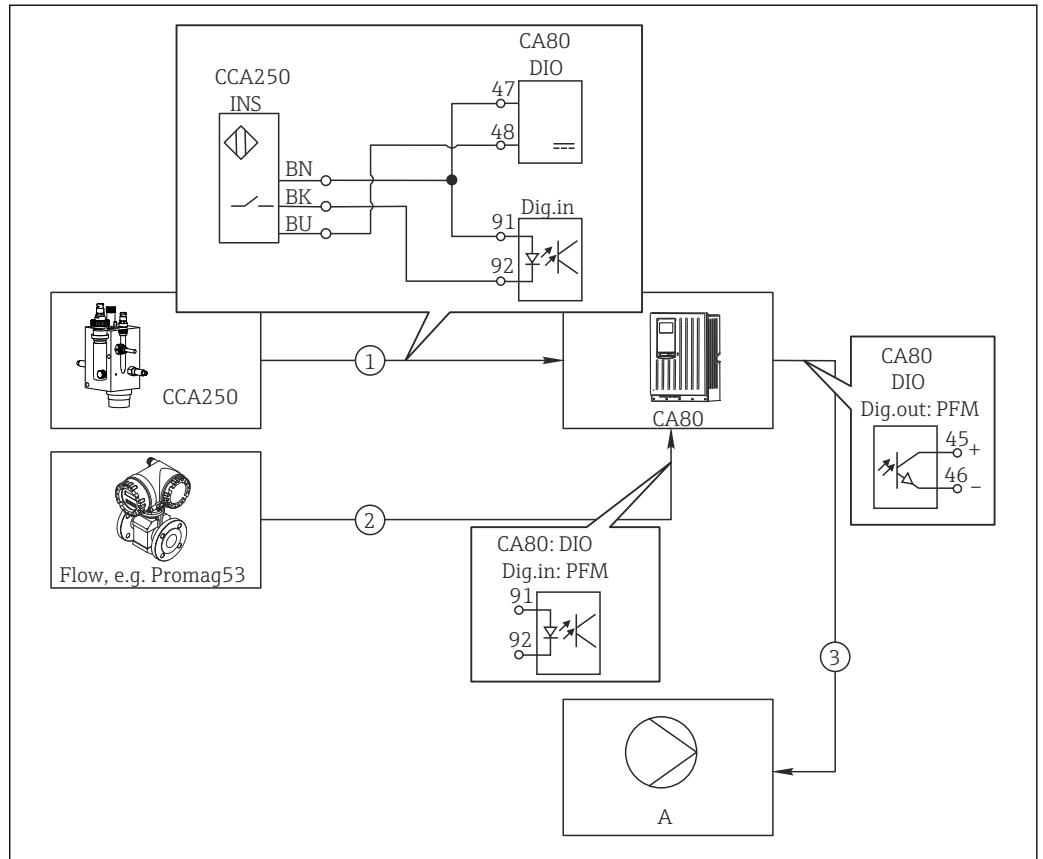 CA80
DIO
CCA250
INS
47
48
BN
BK
BU
Dig.in
91
92
CCA250
1
CA80
CA80
DIO
Dig.out: PFM
45
+
46
–
Flow, e.g. Promag53
2
CA80: DIO
Dig.in: PFM
91
92
3
A